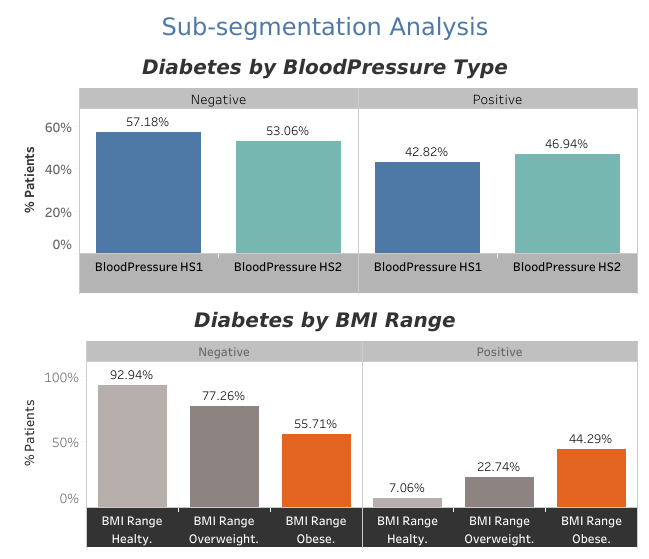 Sub-segmentation Analysis
Diabetes by BloodPressure Type
Negative Positive
57.18% 53.06% 42.82% 46.94%
60%
40%
20%
0%
% Patients
BloodPressure HS1 BloodPressure HS2 BloodPressure HS1 BloodPressure HS2
Diabetes by BMI Range
Negative Positive
92.94% 77.26% 55.71% 7.06% 22.74% 44.29%
100%
50%
0%
% Patients
BMI Range BMI Range BMI Range BMI Range BMI Range BMI Range
Healty. Overweight. Obese. Healty. Overweight. Obese.